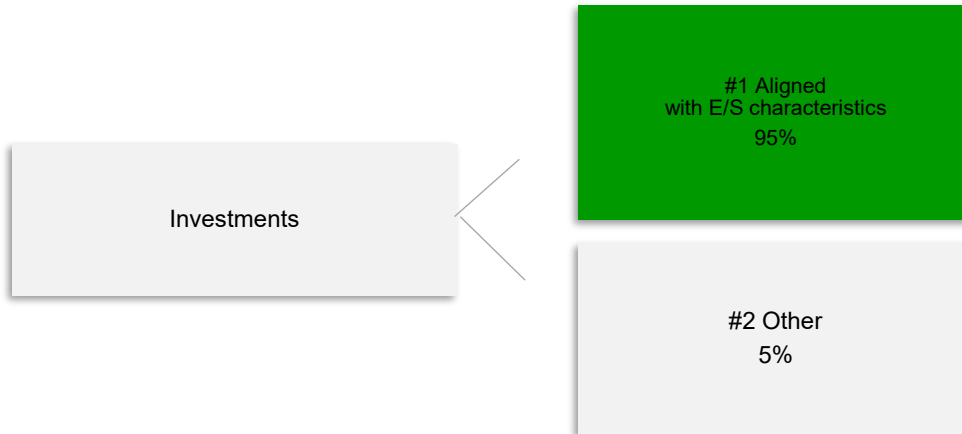 #1 Aligned
with E/S characteristics
95%
Investments
#2 Other
5%